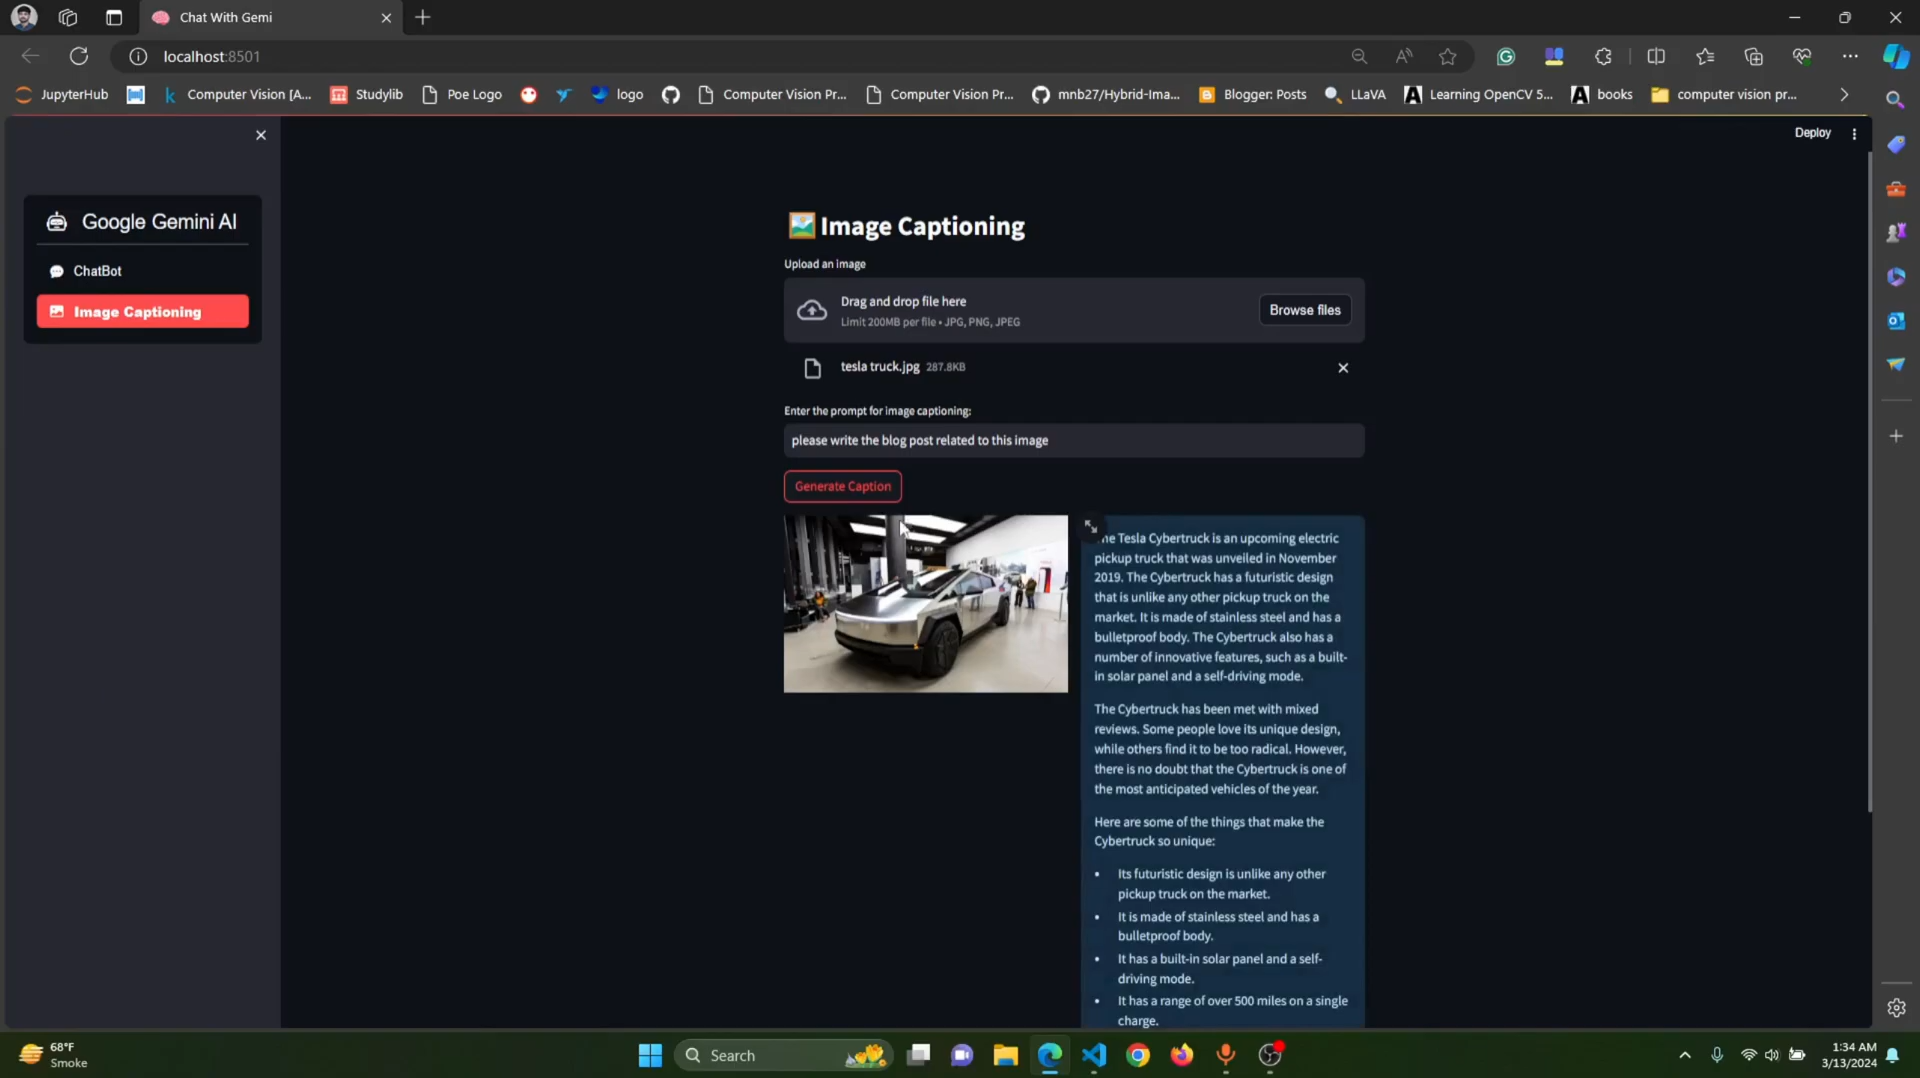 Chat With Gemi
localhost:8501
JupyterHub
Computer Vision [A...
Studylib
Poe Logo
logo
Computer Vision Pr...
Computer Vision Pr...
mnb27/Hybrid-Ima...
Blogger: Posts
LLaVA
Learning OpenCV 5...
books
computer vision pr...
Deploy
Google Gemini AI
ChatBot
Image Captioning
Image Captioning
Upload an image
Drag and drop file here
Limit 200MB per file • JPG, PNG, JPEG
Browse files
tesla truck.jpg 287.8KB
Enter the prompt for image captioning:
please write the blog post related to this image
Generate Caption
Tesla Cybertruck is an upcoming electric
pickup truck that was unveiled in November
2019. The Cybertruck has a futuristic design
that is unlike any other pickup truck on the
market. It is made of stainless steel and has a
bulletproof body. The Cybertruck also has a
number of innovative features, such as a built-
in solar panel and a self-driving mode.
The Cybertruck has been met with mixed
reviews. Some people love its unique design,
while others find it to be too radical. However,
there is no doubt that the Cybertruck is one of
the most anticipated vehicles of the year.
Here are some of the things that make the
Cybertruck so unique:
• Its futuristic design is unlike any other
pickup truck on the market.
• It is made of stainless steel and has a
bulletproof body.
• It has a built-in solar panel and a self-
driving mode.
• It has a range of over 500 miles on a single
charge.
68°F
Smoke
Search
1:34 AM
3/13/2024